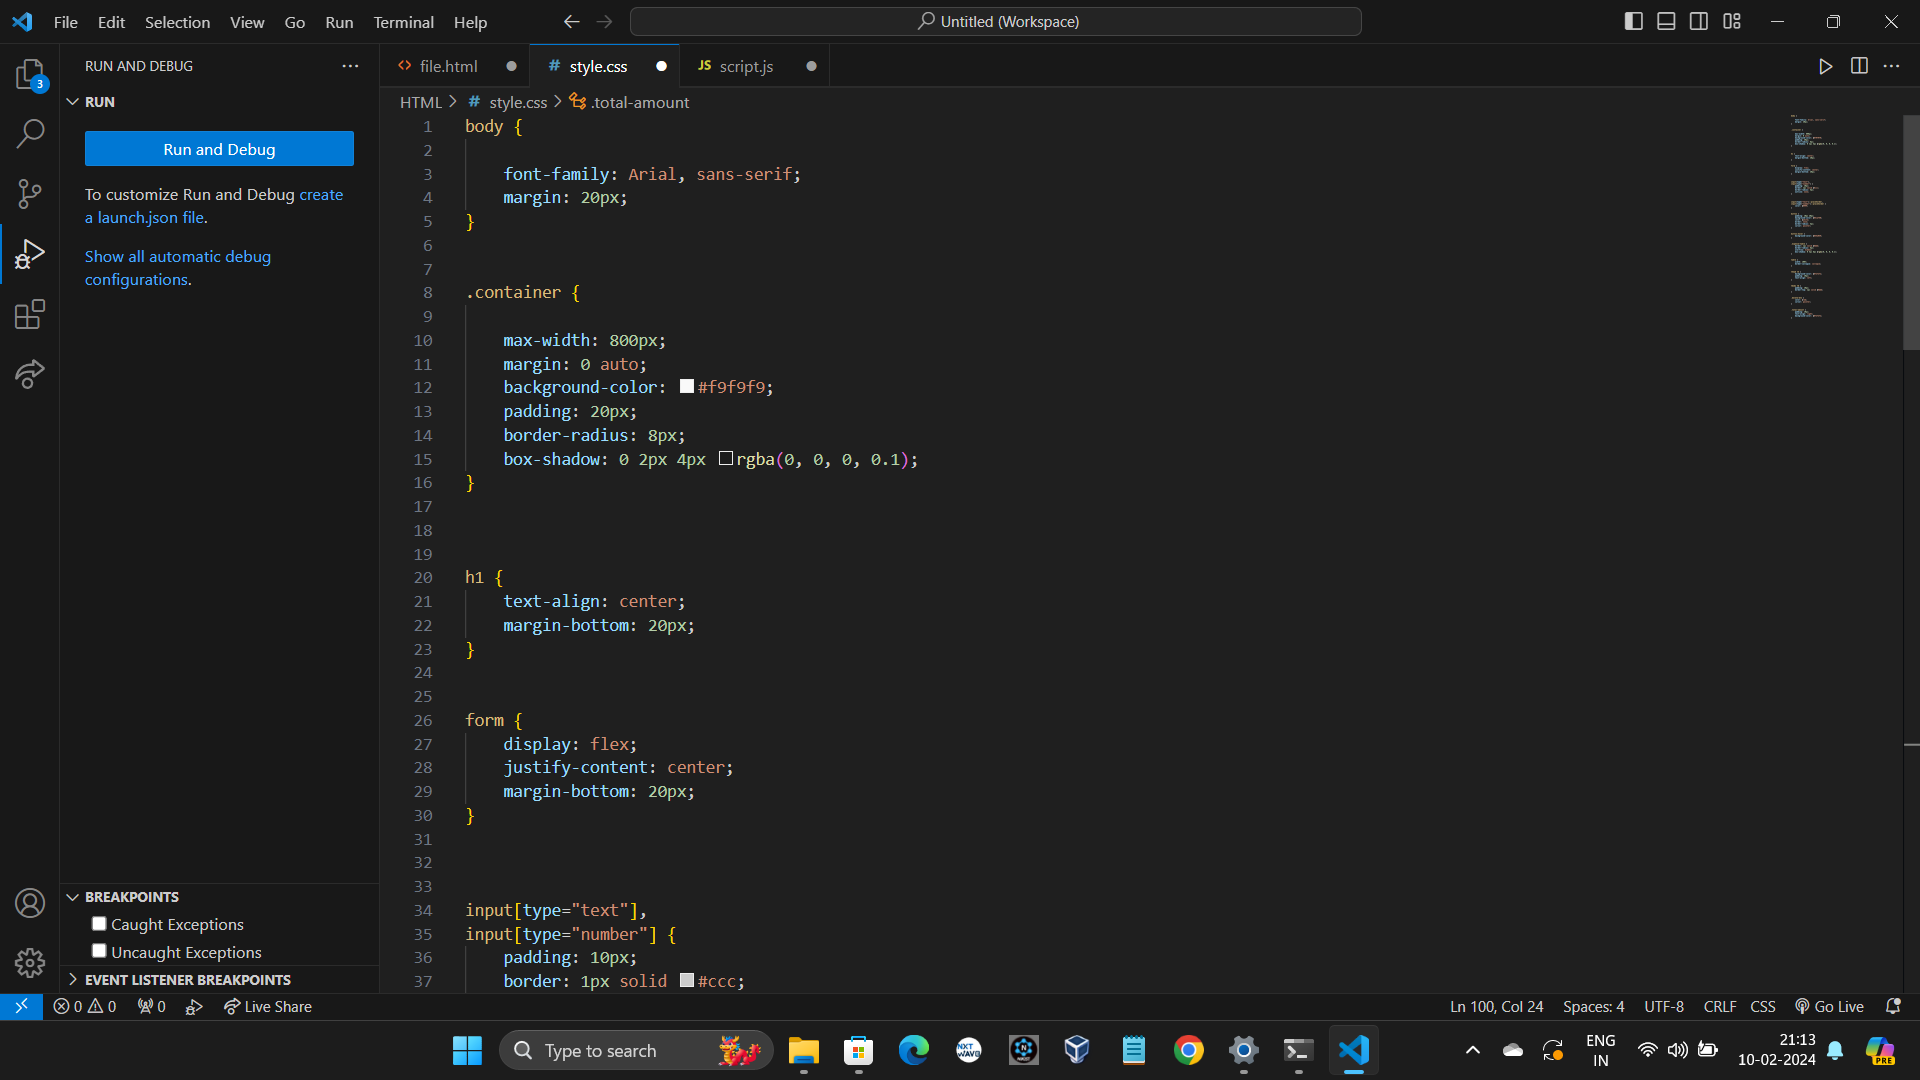 File Edit Selection View Go Run Terminal Help
Untitled (Workspace)
RUN AND DEBUG
file.html
# style.css
JS script.js
3
RUN
Run and Debug
To customize Run and Debug create
a launch.json file.
Show all automatic debug
configurations.
HTML > # style.css > .total-amount
1 body {
2
3 font-family: Arial, sans-serif;
4 margin: 20px;
5 }
6
7
8 .container {
9
10 max-width: 800px;
11 margin: 0 auto;
12 background-color: #f9f9f9;
13 padding: 20px;
14 border-radius: 8px;
15 box-shadow: 0 2px 4px rgba(0, 0, 0, 0.1);
16 }
17
18
19
20 h1 {
21 text-align: center;
22 margin-bottom: 20px;
23 }
24
25
26 form {
27 display: flex;
28 justify-content: center;
29 margin-bottom: 20px;
30 }
31
32
33
34 input[type="text"],
35 input[type="number"] {
36 padding: 10px;
37 border: 1px solid #ccc;
BREAKPOINTS
Caught Exceptions
Uncaught Exceptions
EVENT LISTENER BREAKPOINTS
0 0 0 Live Share
Ln 100, Col 24 Spaces: 4 UTF-8 CRLF CSS Go Live
Type to search
NXT
WAVE
ENG
IN
21:13
10-02-2024
PRE